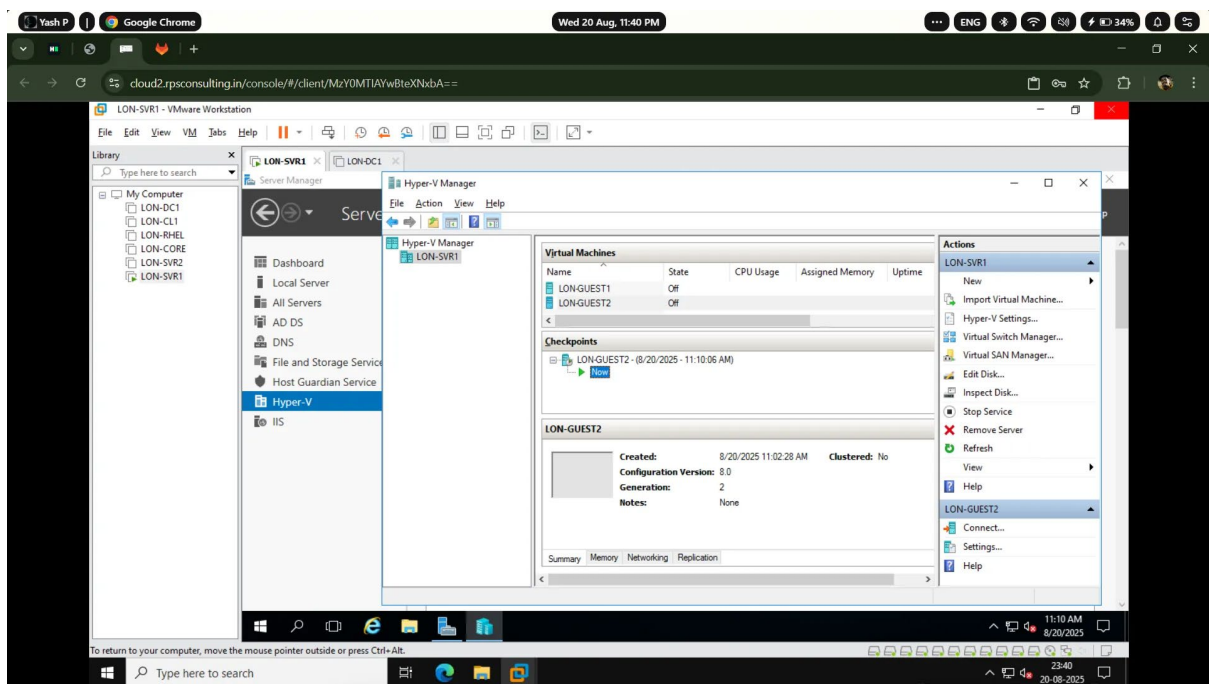 Yash P | Google Chrome Wed 20 Aug, 11:40 PM ENG 34%
cloud2.rpsconsulting.in/console/#/client/MzY0MTIAYwBteXNxbA==
LON-SVR1 - VMware Workstation
File Edit View VM Tabs Help
Library
Type here to search
My Computer
LON-DC1
LON-CL1
LON-RHEL
LON-CORE
LON-SVR2
LON-SVR1
LON-SVR1 LON-DC1
Server Manager
Serve
Dashboard
Local Server
All Servers
AD DS
DNS
File and Storage Service
Host Guardian Service
Hyper-V
IIS
Hyper-V Manager
File Action View Help
Hyper-V Manager
LON-SVR1
Virtual Machines
Name State CPU Usage Assigned Memory Uptime
LON-GUEST1 Off
LON-GUEST2 Off
Checkpoints
LON-GUEST2 - (8/20/2025 - 11:10:06 AM)
Now
LON-GUEST2
Created: 8/20/2025 11:02:28 AM Clustered: No
Configuration Version: 8.0
Generation: 2
Notes: None
Summary Memory Networking Replication
Actions
LON-SVR1
New
Import Virtual Machine...
Hyper-V Settings...
Virtual Switch Manager...
Virtual SAN Manager...
Edit Disk...
Inspect Disk...
Stop Service
Remove Server
Refresh
View
Help
LON-GUEST2
Connect...
Settings...
Help
11:10 AM
8/20/2025
To return to your computer, move the mouse pointer outside or press Ctrl+Alt.
Type here to search
23:40
20-08-2025